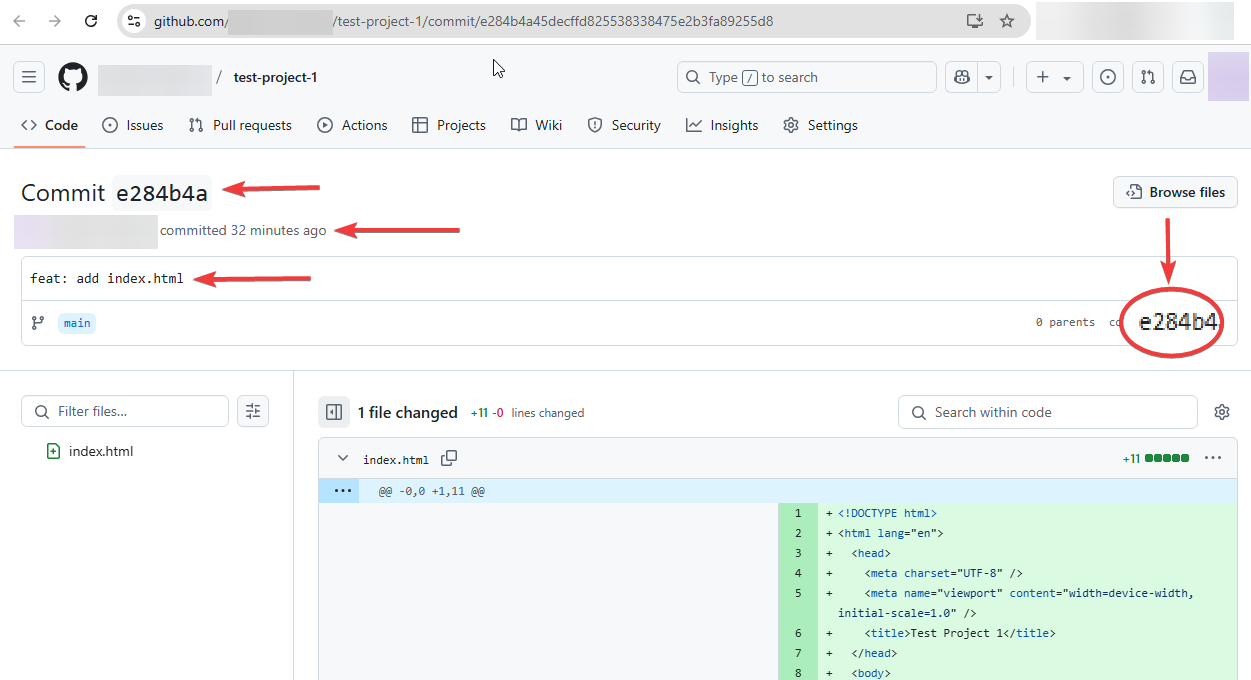 github.com/ /test-project-1/commit/e284b4a45decffd825538338475e2b3fa89255d8
/ test-project-1
Type / to search
Code Issues Pull requests Actions Projects Wiki Security Insights Settings
Commit e284b4a
Browse files
committed 32 minutes ago
feat: add index.html
main
0 parents
e284b4
Filter files...
1 file changed +11 -0 lines changed
Search within code
index.html
index.html
+11
@@ -0,0 +1,11 @@
1 + <!DOCTYPE html>
2 + <html lang="en">
3 + <head>
4 + <meta charset="UTF-8" />
5 + <meta name="viewport" content="width=device-width,
initial-scale=1.0" />
6 + <title>Test Project 1</title>
7 + </head>
8 + <body>